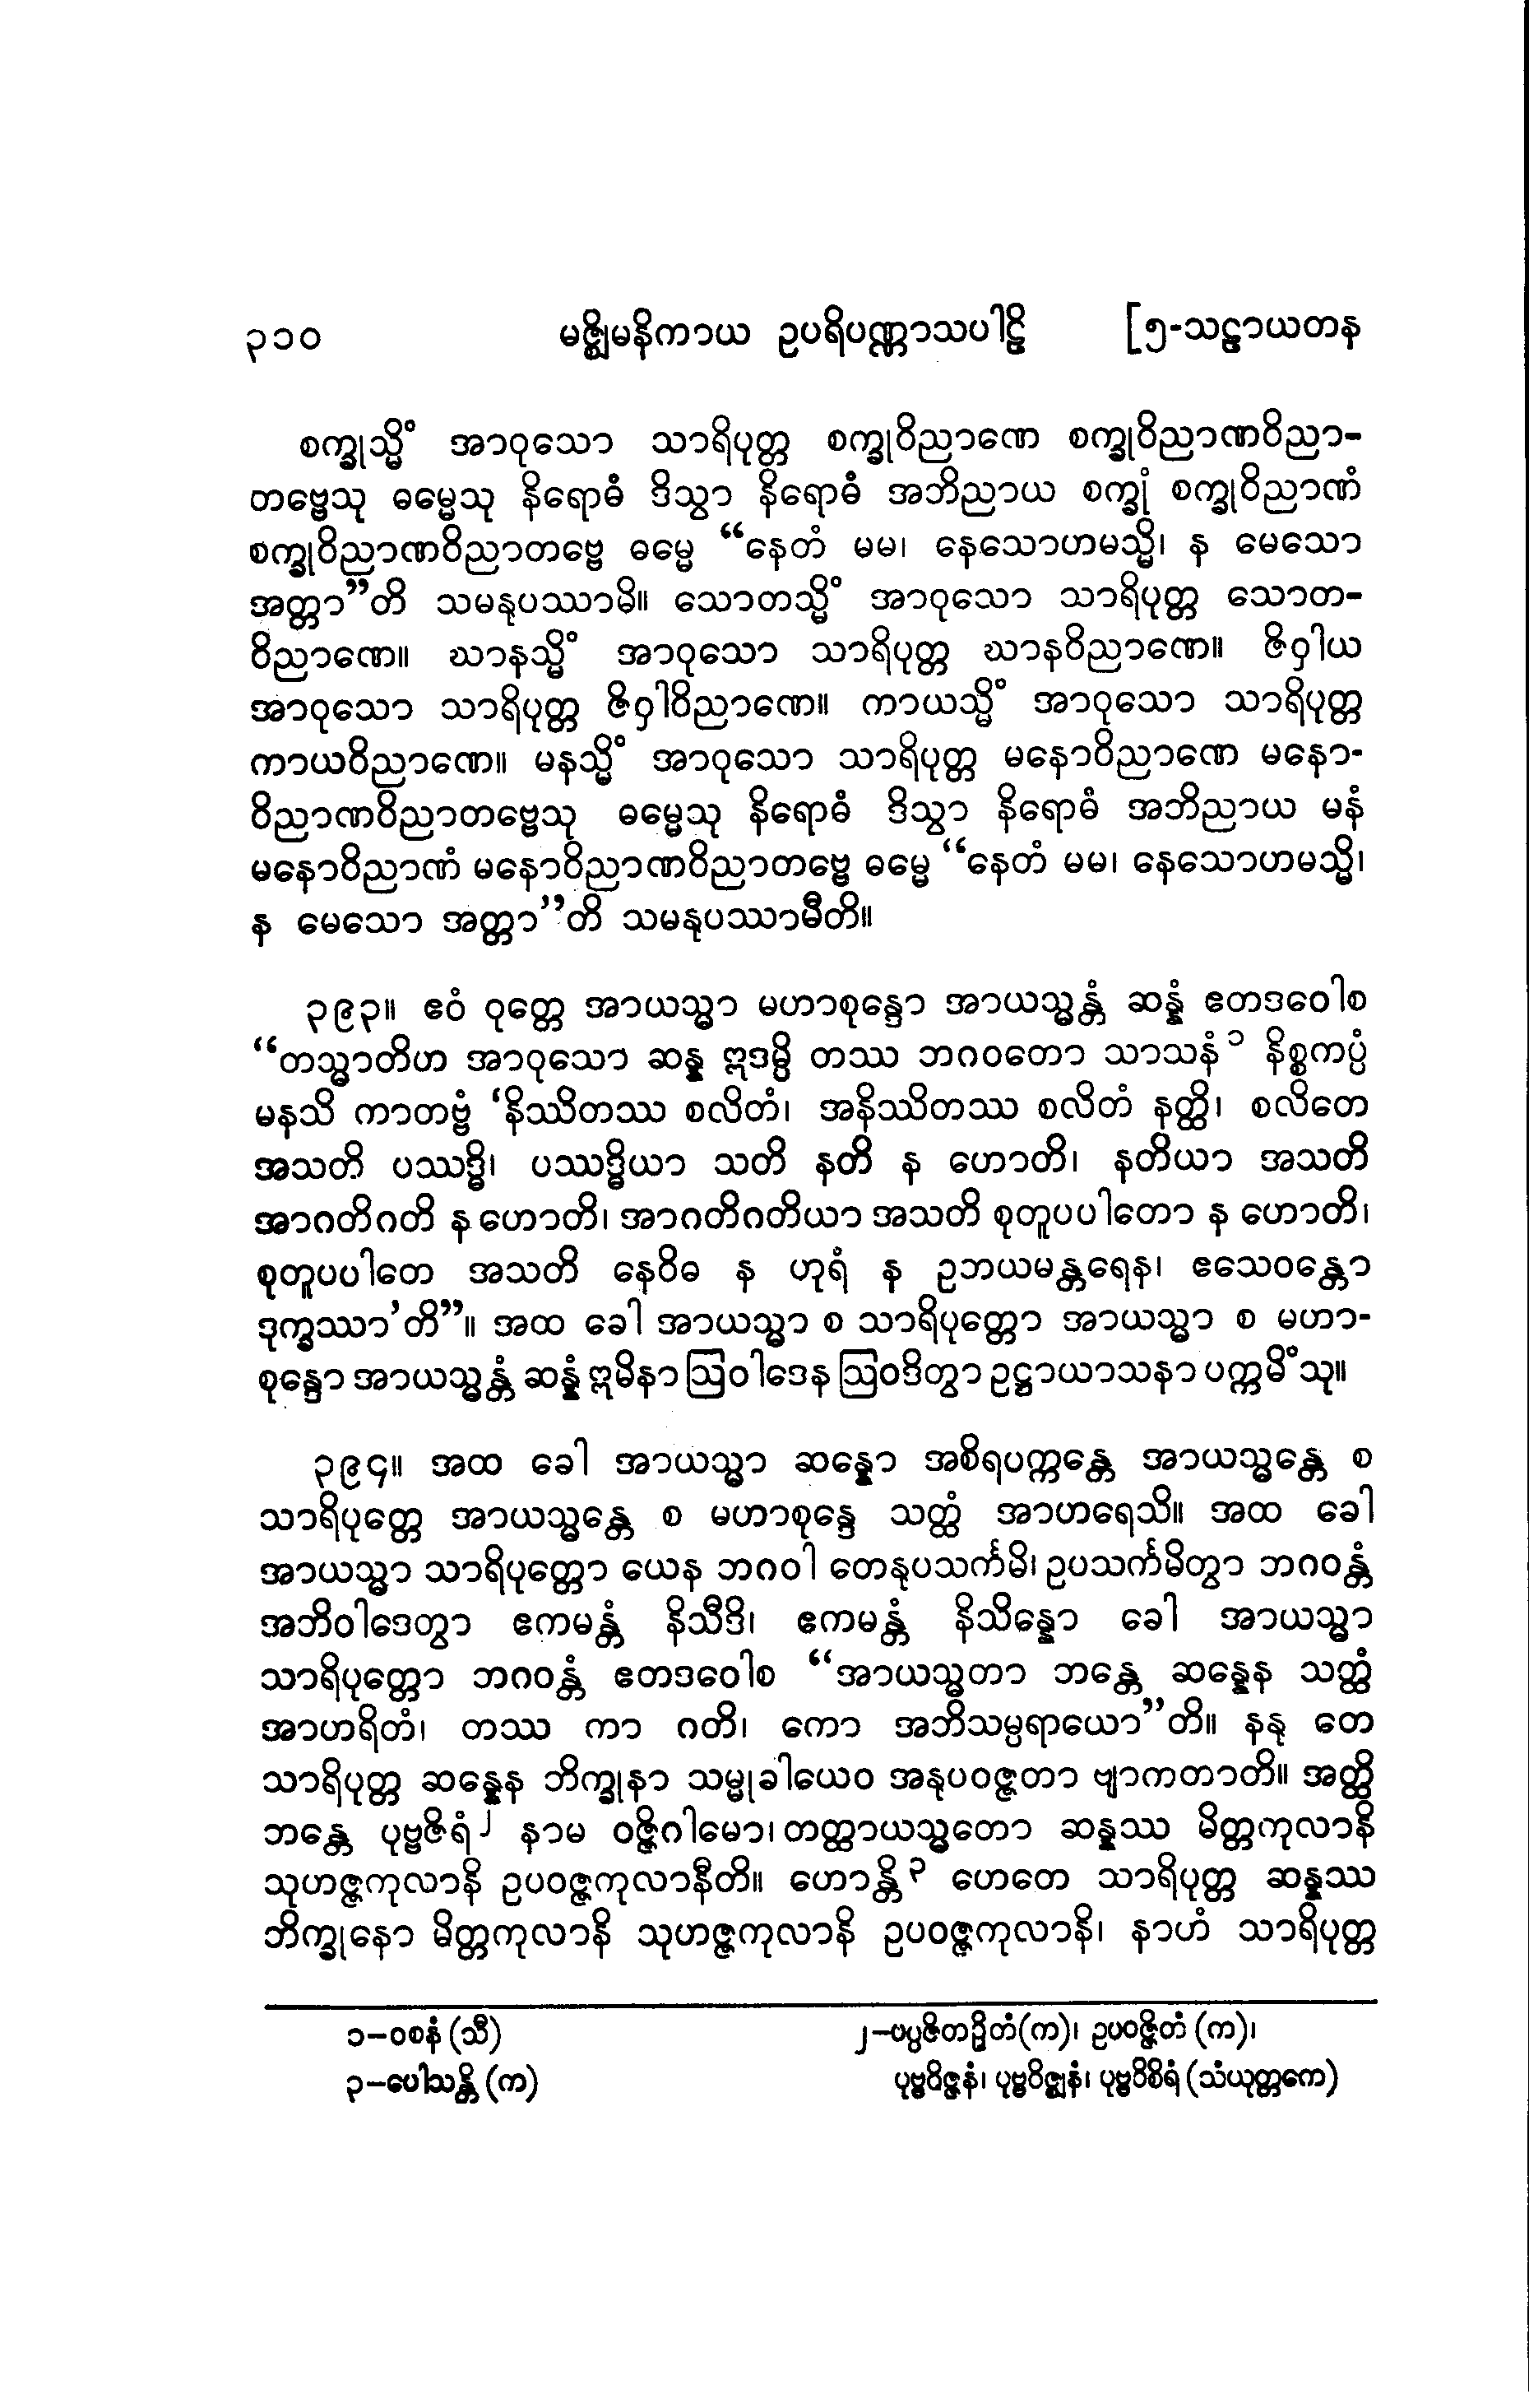 ၃၁၀ မဇ္ဈိမနိကာယ ဥပရိပဏ္ဏာသပါဠိ [၅-သဠာယတန
စက္ခုသ္မိံ အာဝုသော သာရိပုတ္တ စက္ခုဝိညာဏေ စက္ခုဝိညာဏဝိညာ-
တဗ္ဗေသု ဓမ္မေသု နိရောဓံ ဒိသွာ နိရောဓံ အဘိညာယ စက္ခုံ စက္ခုဝိညာဏံ
စက္ခုဝိညာဏဝိညာတဗ္ဗေ ဓမ္မေ “နေတံ မမ၊ နေသောဟမသ္မိ၊ န မေသော
အတ္တာ”တိ သမနုပဿာမိ။ သောတသ္မိံ အာဝုသော သာရိပုတ္တ သောတ-
ဝိညာဏေ။ ဃာနသ္မိံ အာဝုသော သာရိပုတ္တ ဃာနဝိညာဏေ။ ဇိဝှါယ
အာဝုသော သာရိပုတ္တ ဇိဝှါဝိညာဏေ။ ကာယသ္မိံ အာဝုသော သာရိပုတ္တ
ကာယဝိညာဏေ။ မနသ္မိံ အာဝုသော သာရိပုတ္တ မနောဝိညာဏေ မနော-
ဝိညာဏဝိညာတဗ္ဗေသု ဓမ္မေသု နိရောဓံ ဒိသွာ နိရောဓံ အဘိညာယ မနံ
မနောဝိညာဏံ မနောဝိညာဏဝိညာတဗ္ဗေ ဓမ္မေ “နေတံ မမ၊ နေသောဟမသ္မိ၊
န မေသော အတ္တာ”တိ သမနုပဿာမီတိ။
၃၉၃။ ဧဝံ ဝုတ္တေ အာယသ္မာ မဟာစုန္ဒော အာယသ္မန္တံ ဆန္နံ ဧတဒဝေါစ
“တသ္မာတိဟ အာဝုသော ဆန္န ဣဒမ္ပိ တဿ ဘဂဝတော သာသနံ ၁ နိစ္စကပ္ပံ
မနသိ ကာတဗ္ဗံ ‘နိဿိတဿ စလိတံ၊ အနိဿိတဿ စလိတံ နတ္ထိ၊ စလိတေ
အသတိ ပဿဒ္ဓိ၊ ပဿဒ္ဓိယာ သတိ နတိ န ဟောတိ၊ နတိယာ အသတိ
အာဂတိဂတိ န ဟောတိ၊ အာဂတိဂတိယာ အသတိ စုတူပပါတော န ဟောတိ၊
စုတူပပါတေ အသတိ နေဝိဓ န ဟုရံ န ဥဘယမန္တရေန၊ ဧသေဝန္တော
ဒုက္ခဿာ’တိ”။ အထ ခေါ အာယသ္မာ စ သာရိပုတ္တော အာယသ္မာ စ မဟာ-
စုန္ဒော အာယသ္မန္တံ ဆန္နံ ဣမိနာ ဩဝါဒေန ဩဝဒိတွာ ဥဋ္ဌာယာသနာ ပက္ကမိံသု။
၃၉၄။ အထ ခေါ အာယသ္မာ ဆန္နော အစိရပက္ကန္တေ အာယသ္မန္တေ စ
သာရိပုတ္တေ အာယသ္မန္တေ စ မဟာစုန္ဒေ သတ္ထံ အာဟရေသိ။ အထ ခေါ
အာယသ္မာ သာရိပုတ္တော ယေန ဘဂဝါ တေနုပသင်္ကမိ၊ ဥပသင်္ကမိတွာ ဘဂဝန္တံ
အဘိဝါဒေတွာ ဧကမန္တံ နိသီဒိ၊ ဧကမန္တံ နိသိန္နော ခေါ အာယသ္မာ
သာရိပုတ္တော ဘဂဝန္တံ ဧတဒဝေါစ “အာယသ္မတာ ဘန္တေ ဆန္နေန သတ္ထံ
အာဟရိတံ၊ တဿ ကာ ဂတိ၊ ကော အဘိသမ္ပရာယော”တိ။ နနု တေ
သာရိပုတ္တ ဆန္နေန ဘိက္ခုနာ သမ္မုခါယေဝ အနုပဝဇ္ဇတာ ဗျာကတာတိ။ အတ္ထိ
ဘန္တေ ပုဗ္ဗဇိရံ ၂ နာမ ဝဇ္ဇိဂါမော၊ တတ္ထာယသ္မတော ဆန္နဿ မိတ္တကုလာနိ
သုဟဇ္ဇကုလာနိ ဥပဝဇ္ဇကုလာနီတိ။ ဟောန္တိ ၃ ဟေတေ သာရိပုတ္တ ဆန္နဿ
ဘိက္ခုနော မိတ္တကုလာနိ သုဟဇ္ဇကုလာနိ ဥပဝဇ္ဇကုလာနိ၊ နာဟံ သာရိပုတ္တ
၁−ဝစနံ (သီ) ၂−ဗပ္ပဇိတဉ္ဇိတံ(က)၊ ဥပဝဇ္ဇိတံ (က)၊
၃−ပေါသန္တိ (က) ပုဗ္ဗဝိဇ္ဇနံ၊ ပုဗ္ဗဝိဇ္ဈနံ၊ ပုဗ္ဗဝိစိရံ (သံယုတ္တကေ)